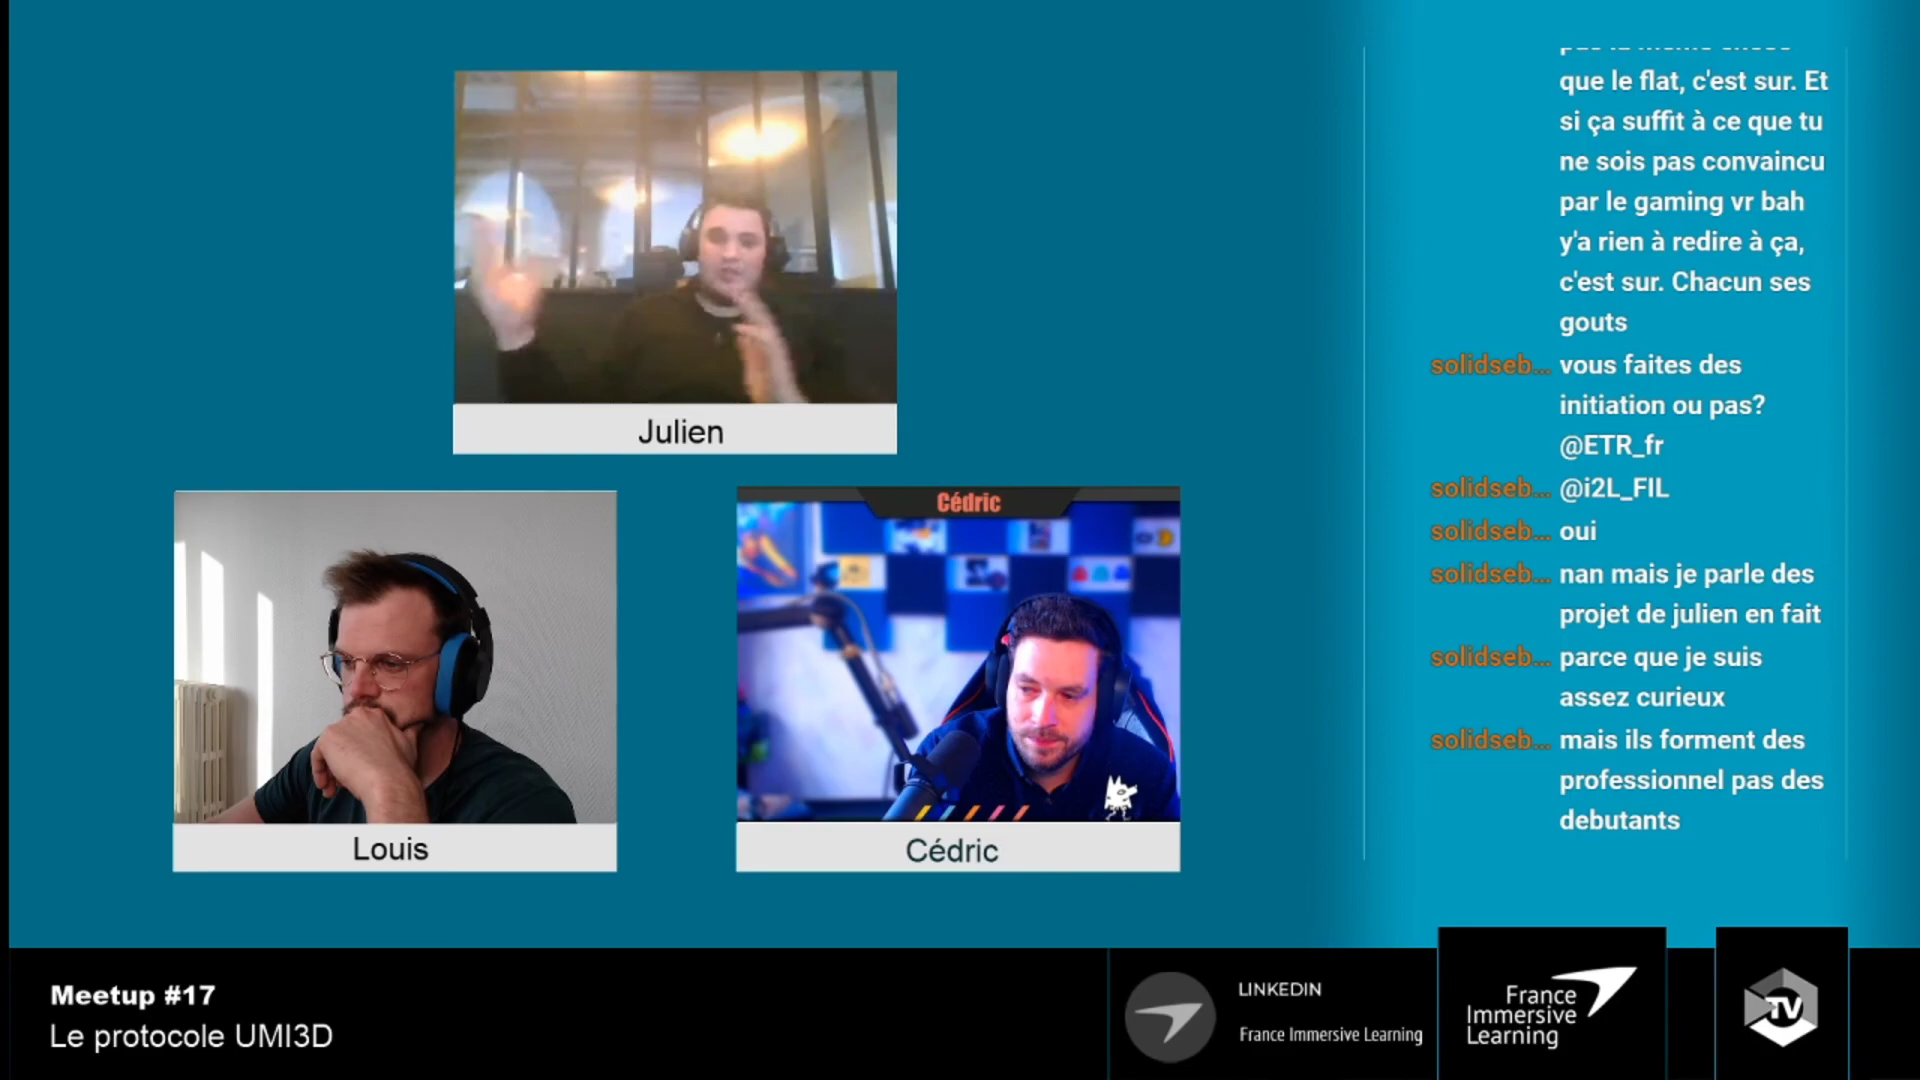 Julien
Cédric
Louis
Cédric
que le flat, c'est sur. Et
si ça suffit à ce que tu
ne sois pas convaincu
par le gaming vr bah
y'a rien à redire à ça,
c'est sur. Chacun ses
gouts
solidseb... vous faites des
initiation ou pas?
@ETR_fr
solidseb... @i2L_FIL
solidseb... oui
solidseb... nan mais je parle des
projet de julien en fait
solidseb... parce que je suis
assez curieux
solidseb... mais ils forment des
professionnel pas des
debutants
Meetup #17
Le protocole UMI3D
LINKEDIN
France Immersive Learning
France
Immersive
Learning
TV